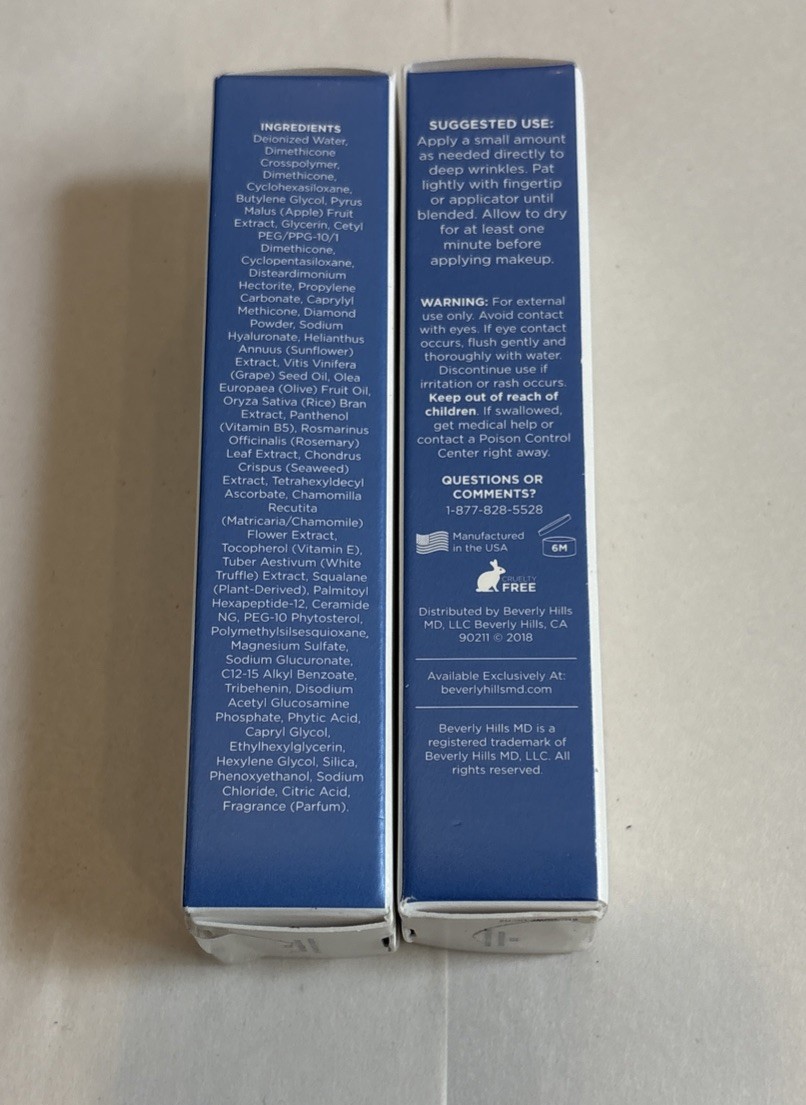 INGREDIENTS
Deionized Water,
Dimethicone
Crosspolymer,
Dimethicone,
Cyclohexasiloxane,
Butylene Glycol, Pyrus
Malus (Apple) Fruit
Extract, Glycerin, Cetyl
PEG/PPG-10/1
Dimethicone,
Cyclopentasiloxane,
Disteardimonium
Hectorite, Propylene
Carbonate, Caprylyl
Methicone, Diamond
Powder, Sodium
Hyaluronate, Helianthus
Annuus (Sunflower)
Extract, Vitis Vinifera
(Grape) Seed Oil, Olea
Europaea (Olive) Fruit Oil,
Oryza Sativa (Rice) Bran
Extract, Panthenol
(Vitamin B5), Rosmarinus
Officinalis (Rosemary)
Leaf Extract, Chondrus
Crispus (Seaweed)
Extract, Tetrahexyldecyl
Ascorbate, Chamomilla
Recutita
(Matricaria/Chamomile)
Flower Extract,
Tocopherol (Vitamin E),
Tuber Aestivum (White
Truffle) Extract, Squalane
(Plant-Derived), Palmitoyl
Hexapeptide-12, Ceramide
NG, PEG-10 Phytosterol,
Polymethylsilsesquioxane,
Magnesium Sulfate,
Sodium Glucuronate,
C12-15 Alkyl Benzoate,
Tribehenin, Disodium
Acetyl Glucosamine
Phosphate, Phytic Acid,
Capryl Glycol,
Ethylhexylglycerin,
Hexylene Glycol, Silica,
Phenoxyethanol, Sodium
Chloride, Citric Acid,
Fragrance (Parfum).
SUGGESTED USE:
Apply a small amount
as needed directly to
deep wrinkles. Pat
lightly with fingertip
or applicator until
blended. Allow to dry
for at least one
minute before
applying makeup.
WARNING: For external
use only. Avoid contact
with eyes. If eye contact
occurs, flush gently and
thoroughly with water.
Discontinue use if
irritation or rash occurs.
Keep out of reach of
children. If swallowed,
get medical help or
contact a Poison Control
Center right away.
QUESTIONS OR
COMMENTS?
1-877-828-5528
Manufactured
in the USA
6M
CRUELTY
FREE
Distributed by Beverly Hills
MD, LLC Beverly Hills, CA
90211 © 2018
Available Exclusively At:
beverlyhillsmd.com
Beverly Hills MD is a
registered trademark of
Beverly Hills MD, LLC. All
rights reserved.